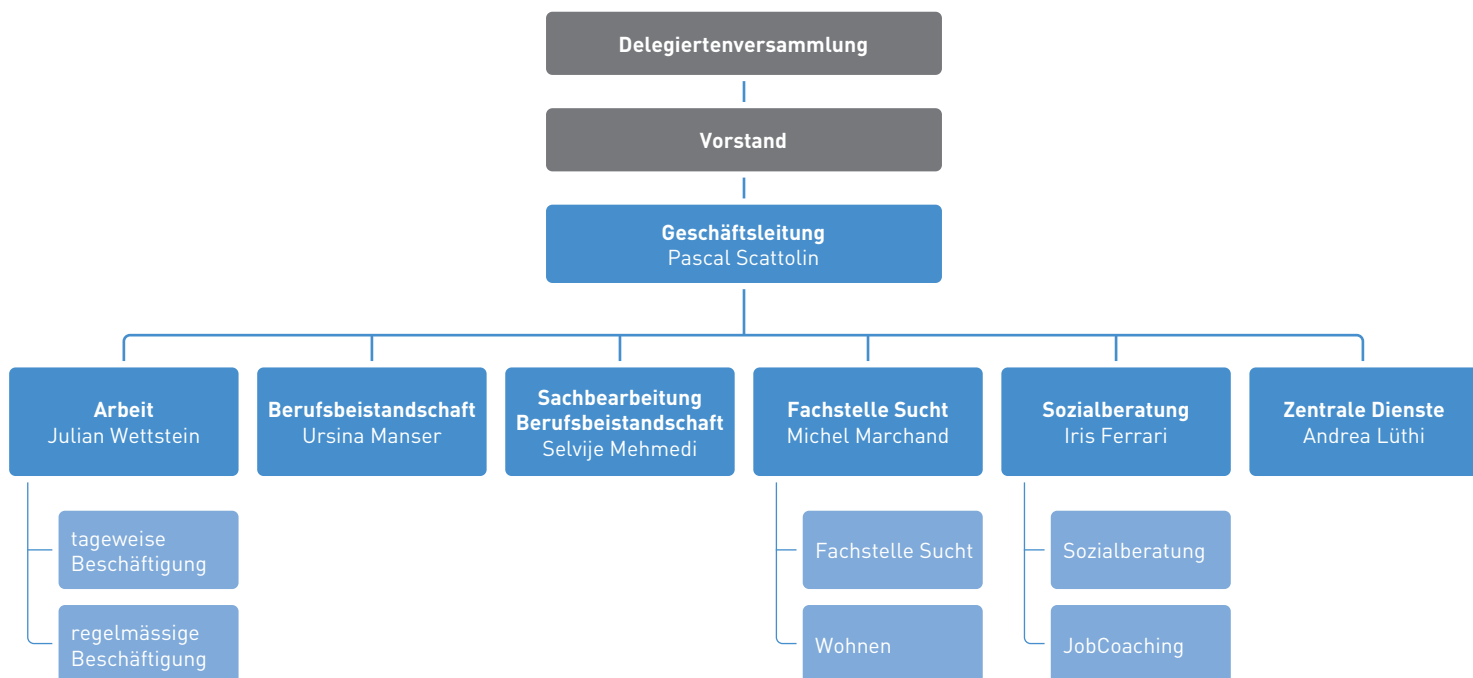 Delegiertenversammlung
Vorstand
Geschäftsleitung
Pascal Scattolin
Arbeit
Julian Wettstein
Berufsbeistandschaft
Ursina Manser
Sachbearbeitung
Berufsbeistandschaft
Selvije Mehmedi
Fachstelle Sucht
Michel Marchand
Sozialberatung
Iris Ferrari
Zentrale Dienste
Andrea Lüthi
tageweise
Beschäftigung
regelmässige
Beschäftigung
Fachstelle Sucht
Wohnen
Sozialberatung
JobCoaching